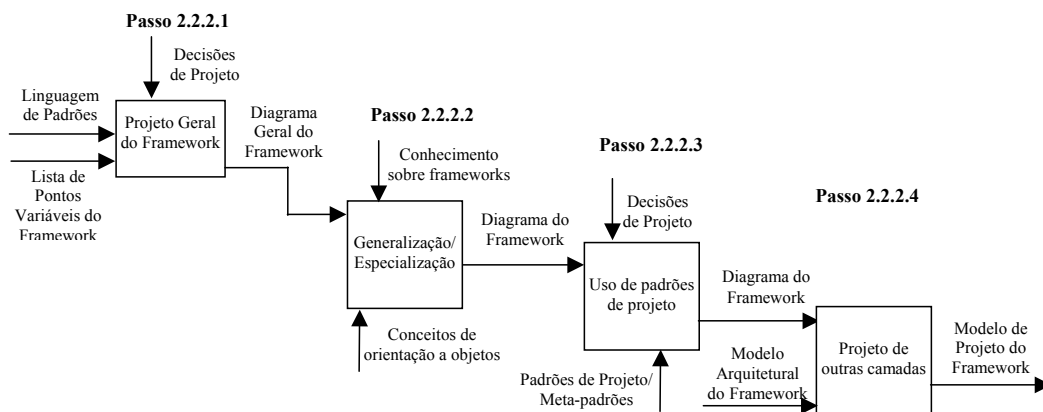 Passo 2.2.2.1
Decisões
de Projeto
Linguagem
de Padrões
Projeto Geral
do Framework
Lista de
Pontos
Variáveis do
Framework
Diagrama
Geral do
Framework
Passo 2.2.2.2
Conhecimento
sobre frameworks
Generalização/
Especialização
Conceitos de
orientação a objetos
Diagrama do
Framework
Passo 2.2.2.3
Decisões
de Projeto
Uso de padrões
de projeto
Padrões de Projeto/
Meta-padrões
Diagrama do
Framework
Passo 2.2.2.4
Modelo
Arquitetural
do Framework
Projeto de
outras camadas
Modelo de
Projeto do
Framework